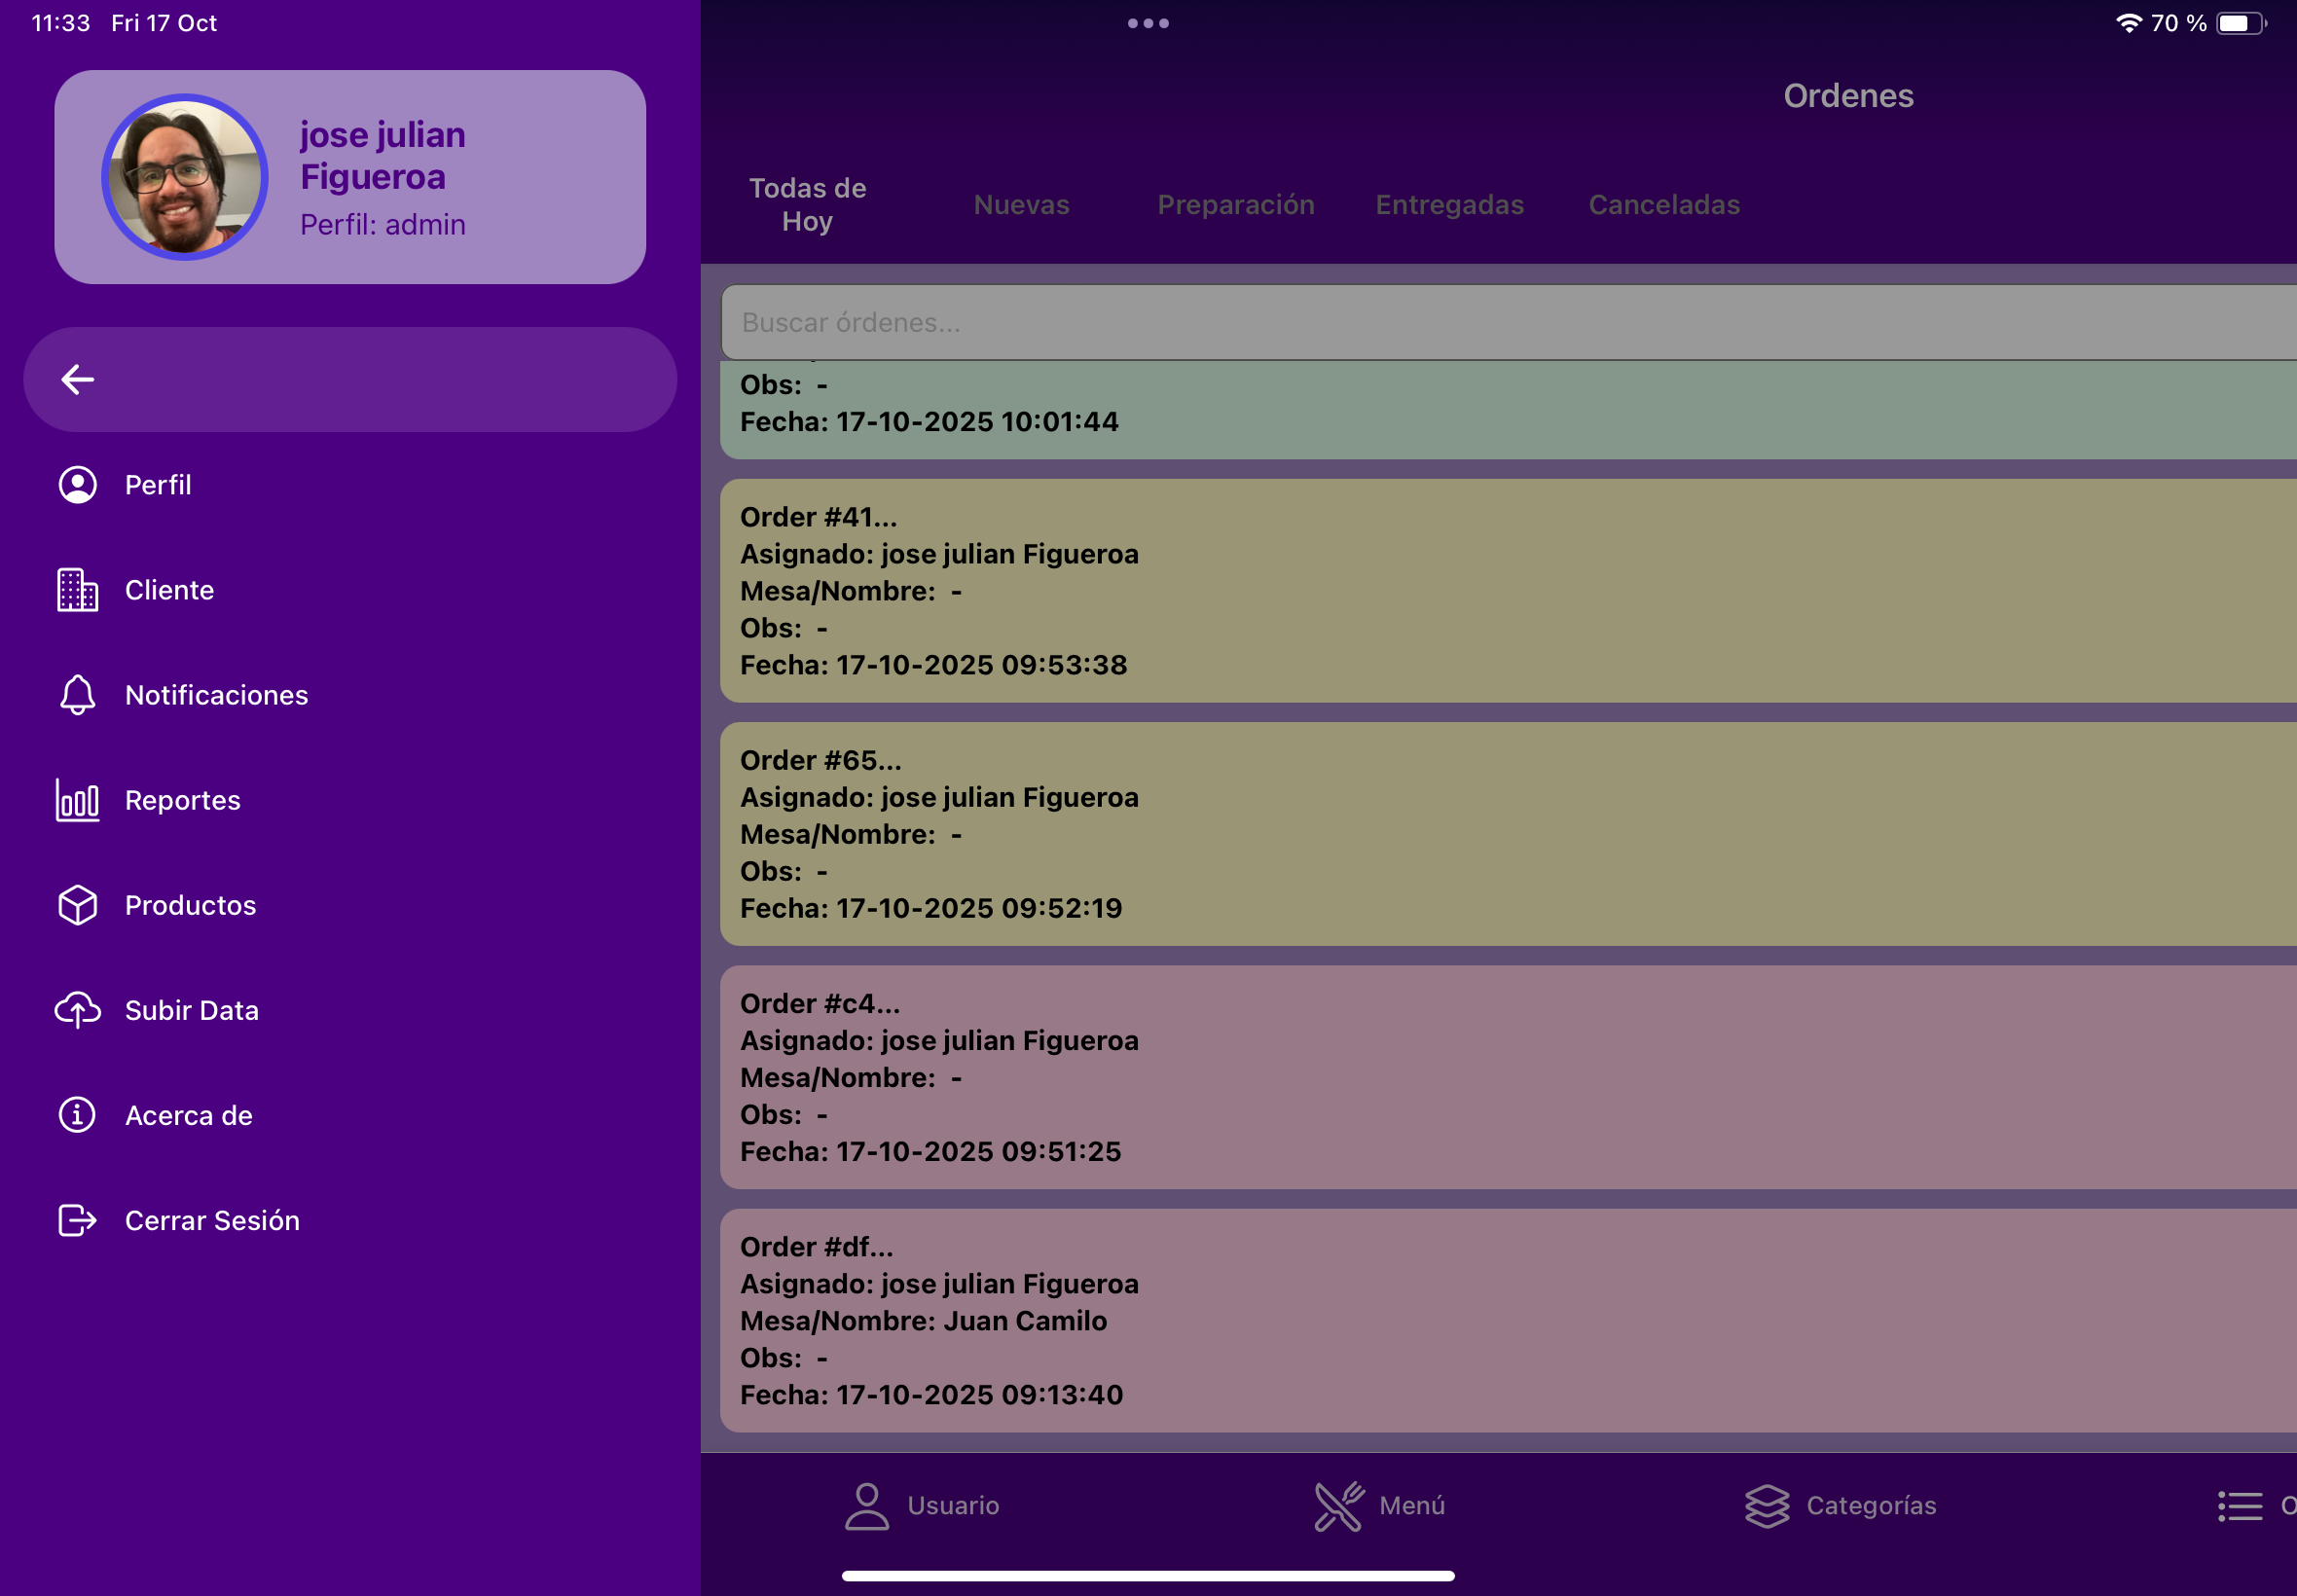 11:33 Fri 17 Oct
70 %
jose julian
Figueroa
Perfil: admin
Perfil
Cliente
Notificaciones
Reportes
Productos
Subir Data
Acerca de
Cerrar Sesión
Ordenes
Todas de
Hoy
Nuevas
Preparación
Entregadas
Canceladas
Buscar órdenes...
Obs: -
Fecha: 17-10-2025 10:01:44
Order #41...
Asignado: jose julian Figueroa
Mesa/Nombre: -
Obs: -
Fecha: 17-10-2025 09:53:38
Order #65...
Asignado: jose julian Figueroa
Mesa/Nombre: -
Obs: -
Fecha: 17-10-2025 09:52:19
Order #c4...
Asignado: jose julian Figueroa
Mesa/Nombre: -
Obs: -
Fecha: 17-10-2025 09:51:25
Order #df...
Asignado: jose julian Figueroa
Mesa/Nombre: Juan Camilo
Obs: -
Fecha: 17-10-2025 09:13:40
Usuario
Menú
Categorías